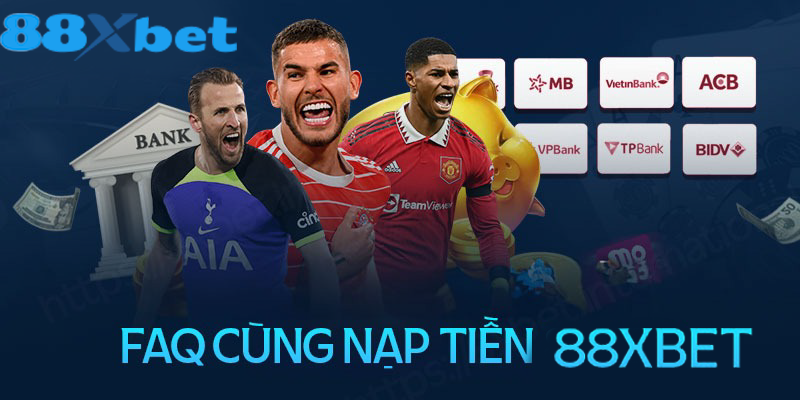 88Xbet
BANK
MB
VietinBank
ACB
VPBank
TPBank
BIDV
AIA
TeamViewer
FAQ CÙNG NẠP TIỀN 88XBET